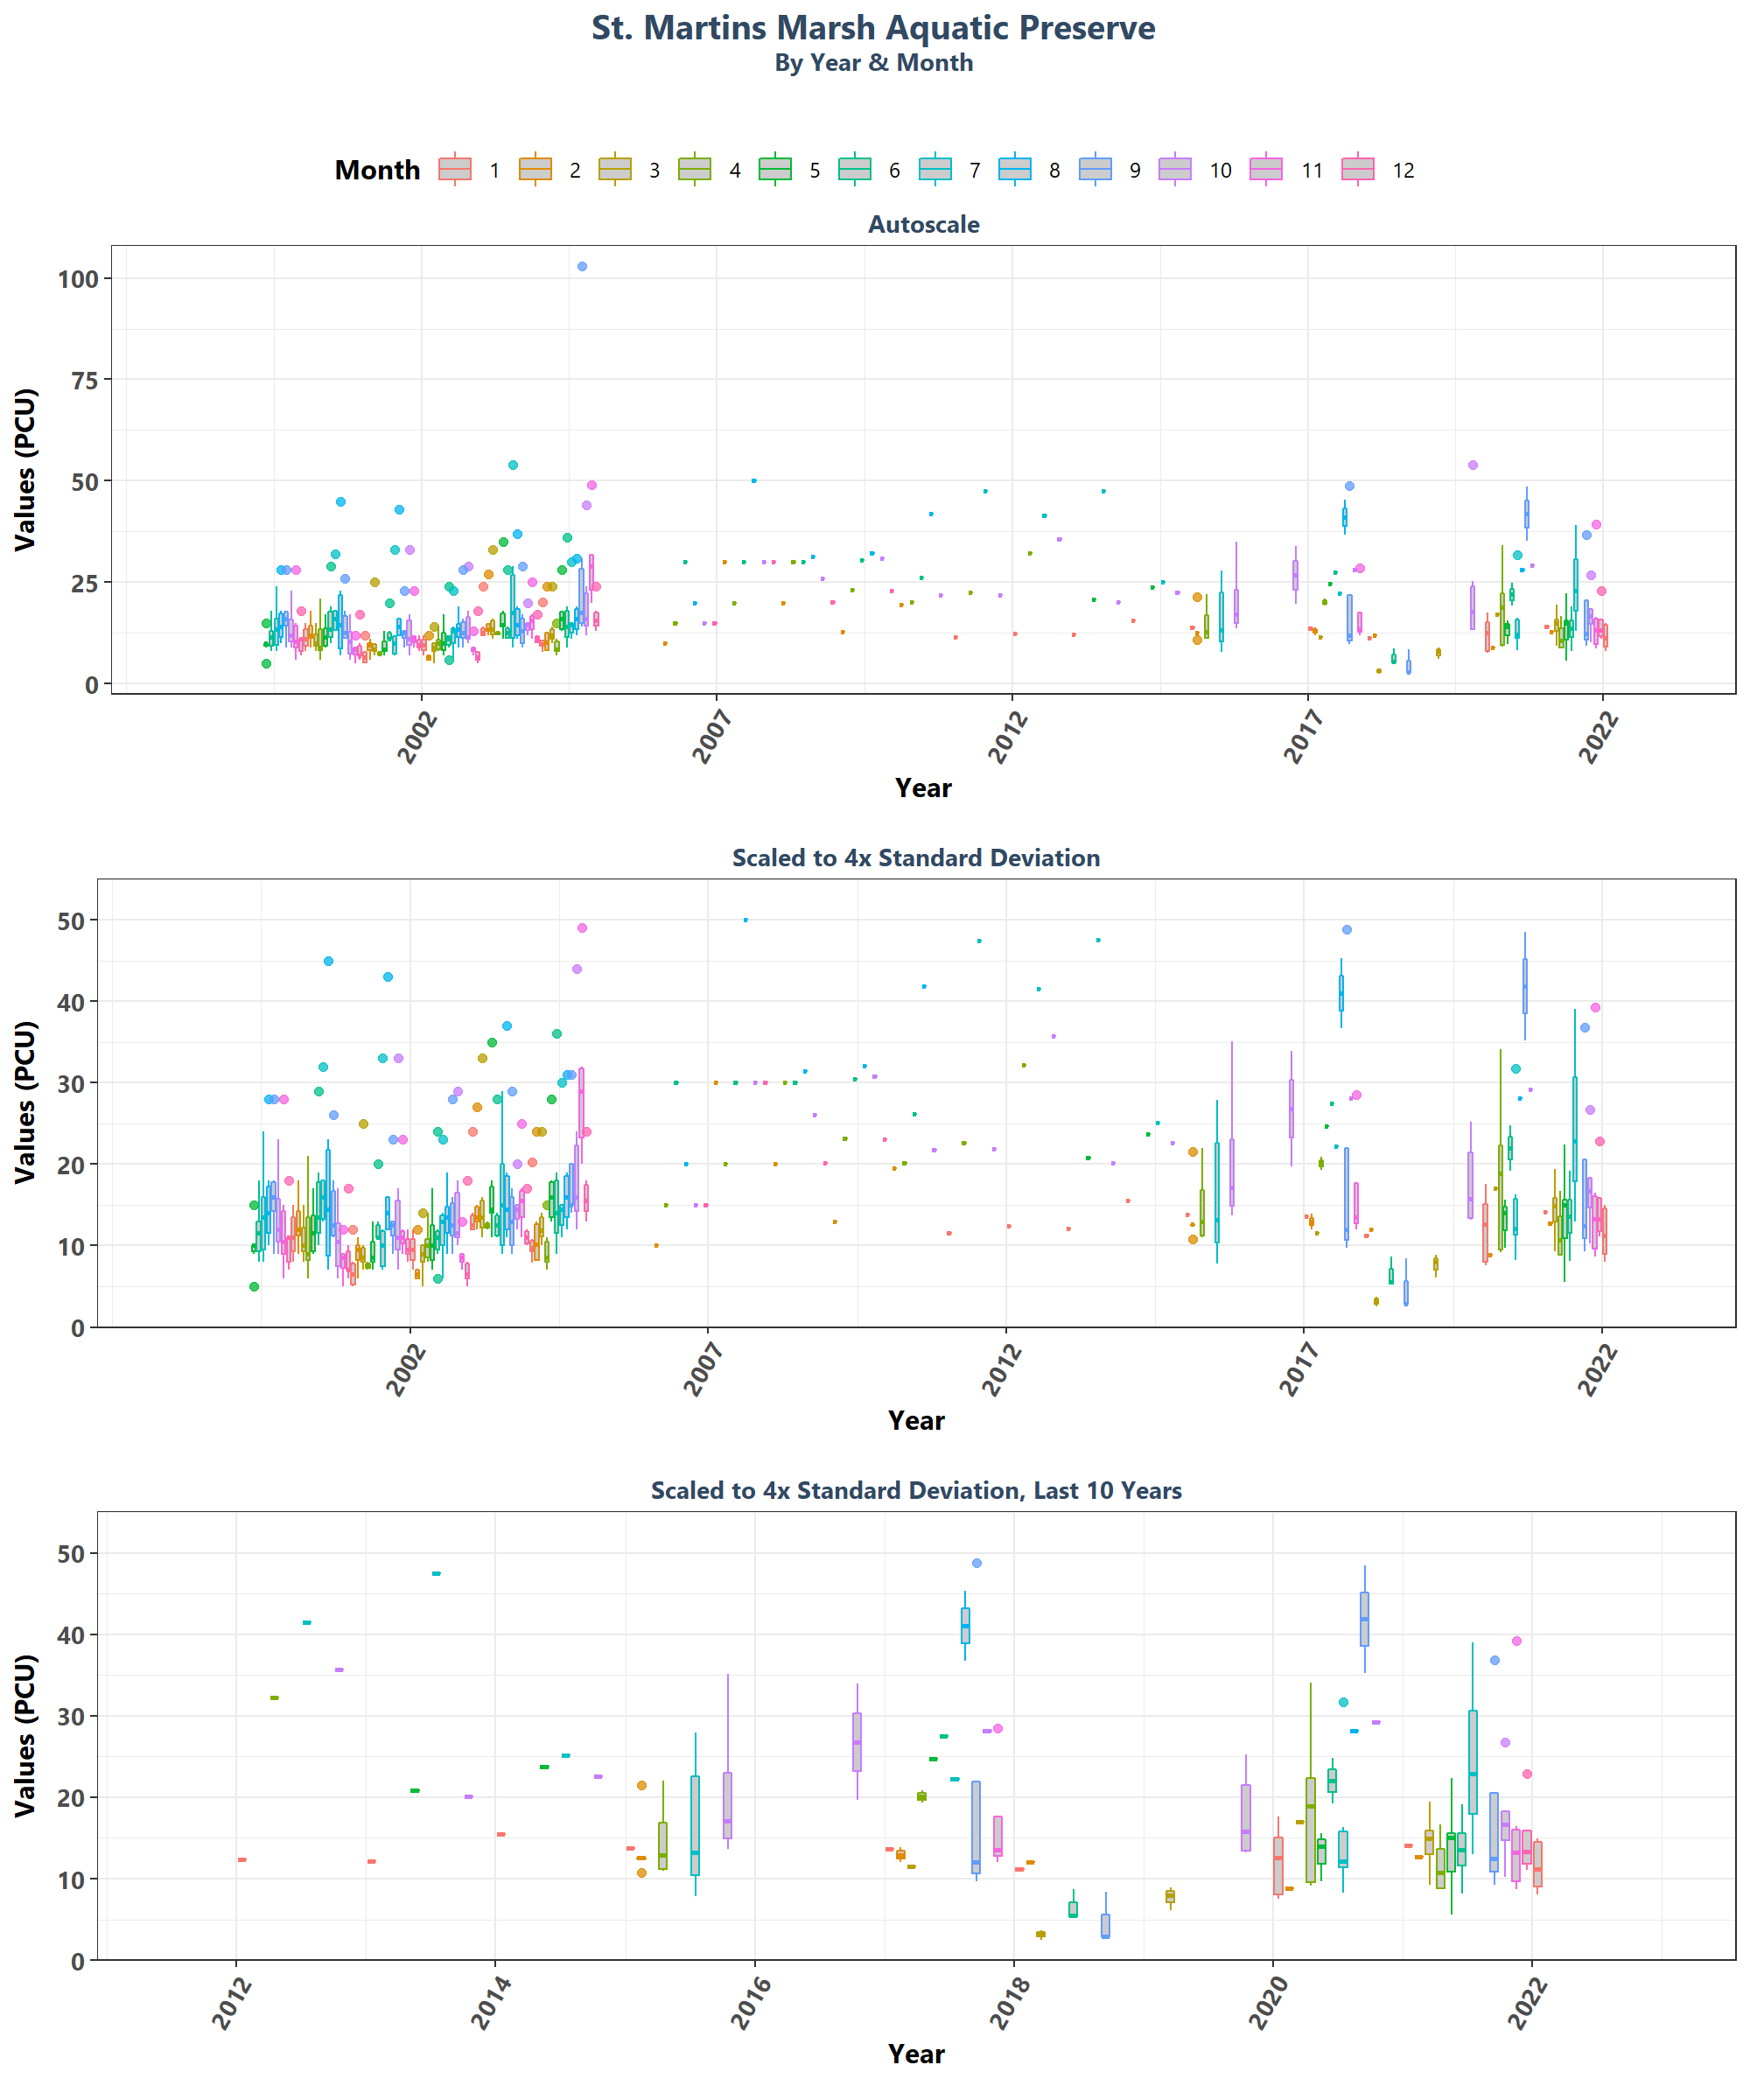 St. Martins Marsh Aquatic Preserve
By Year & Month
Month 1 2 3 4 5 6 7 8 9 10 11 12
Autoscale
Values (PCU)
100
75
50
25
0
2002 2007 2012 2017 2022
Year
Scaled to 4x Standard Deviation
Values (PCU)
50
40
30
20
10
0
2002 2007 2012 2017 2022
Year
Scaled to 4x Standard Deviation, Last 10 Years
Values (PCU)
50
40
30
20
10
0
2012 2014 2016 2018 2020 2022
Year